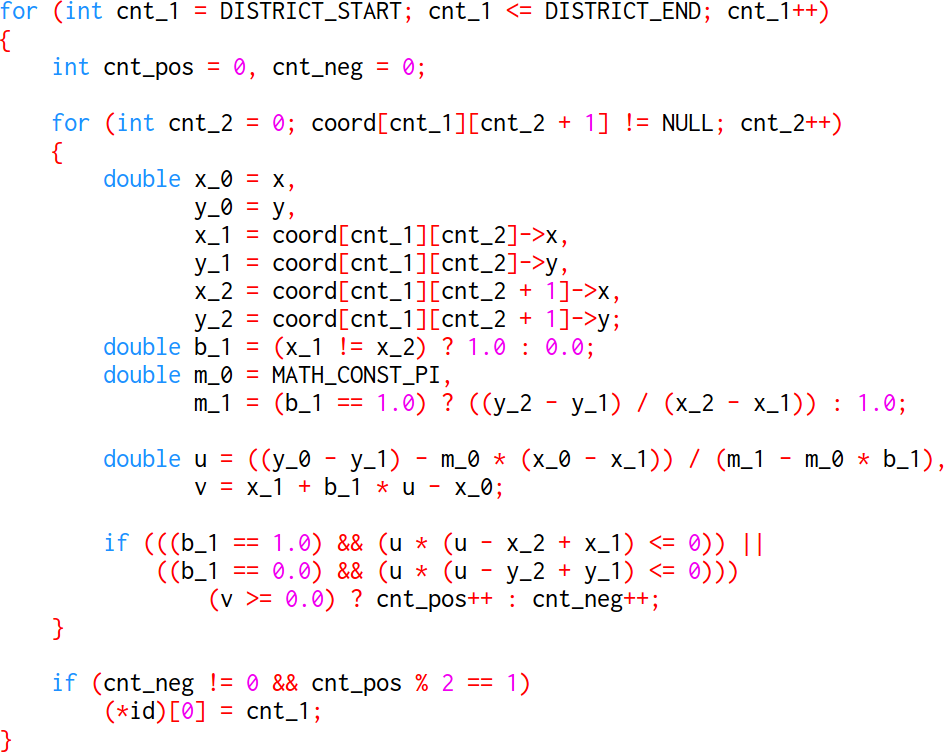 for (int cnt_1 = DISTRICT_START; cnt_1 <= DISTRICT_END; cnt_1++)
{
    int cnt_pos = 0, cnt_neg = 0;

    for (int cnt_2 = 0; coord[cnt_1][cnt_2 + 1] != NULL; cnt_2++)
    {
        double x_0 = x,
               y_0 = y,
               x_1 = coord[cnt_1][cnt_2]->x,
               y_1 = coord[cnt_1][cnt_2]->y,
               x_2 = coord[cnt_1][cnt_2 + 1]->x,
               y_2 = coord[cnt_1][cnt_2 + 1]->y;
        double b_1 = (x_1 != x_2) ? 1.0 : 0.0;
        double m_0 = MATH_CONST_PI,
               m_1 = (b_1 == 1.0) ? ((y_2 - y_1) / (x_2 - x_1)) : 1.0;

        double u = ((y_0 - y_1) - m_0 * (x_0 - x_1)) / (m_1 - m_0 * b_1),
               v = x_1 + b_1 * u - x_0;

        if (((b_1 == 1.0) && (u * (u - x_2 + x_1) <= 0)) ||
            ((b_1 == 0.0) && (u * (u - y_2 + y_1) <= 0)))
                (v >= 0.0) ? cnt_pos++ : cnt_neg++;
    }

    if (cnt_neg != 0 && cnt_pos % 2 == 1)
        (*id)[0] = cnt_1;
}